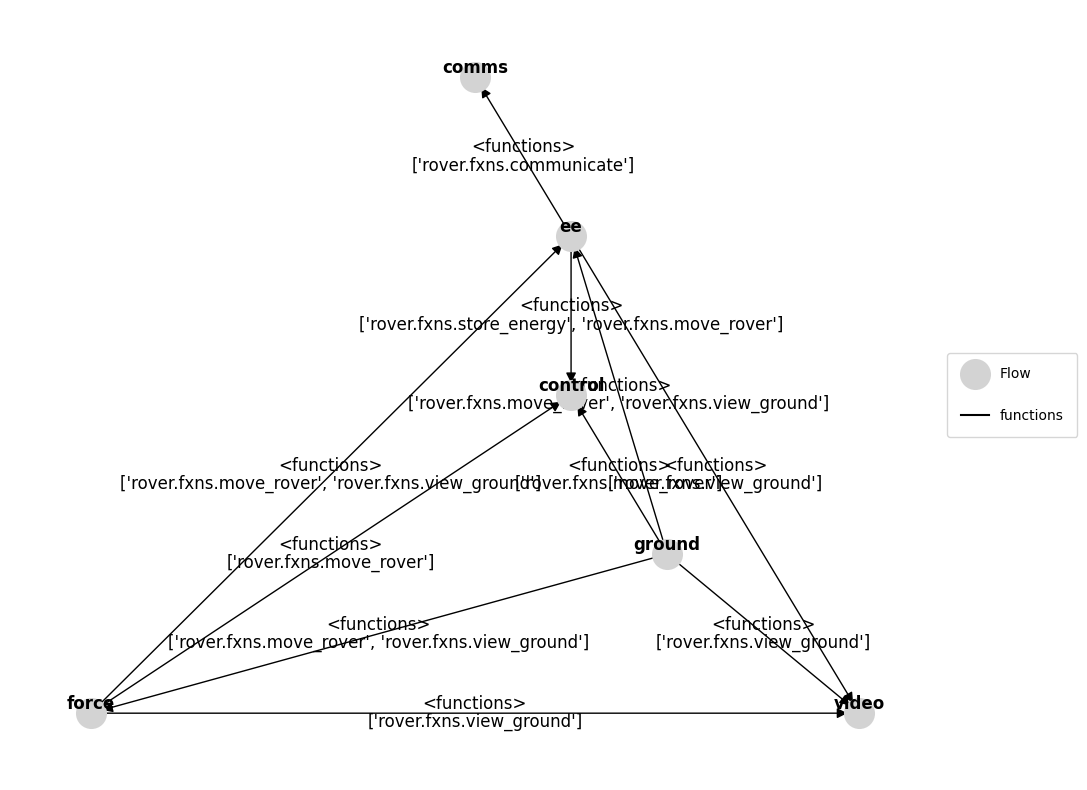 comms
<functions>
['rover.fxns.communicate']
ee
<functions>
['rover.fxns.store_energy', 'rover.fxns.move_rover']
control
<functions>
['rover.fxns.move_rover', 'rover.fxns.view_ground']
Flow
functions
<functions>
['rover.fxns.move_rover', 'rover.fxns.view_ground']
<functions>
['rover.fxns.move_rover']
<functions>
['rover.fxns.view_ground']
ground
<functions>
['rover.fxns.move_rover']
<functions>
['rover.fxns.move_rover', 'rover.fxns.view_ground']
<functions>
['rover.fxns.view_ground']
force
<functions>
['rover.fxns.view_ground']
video